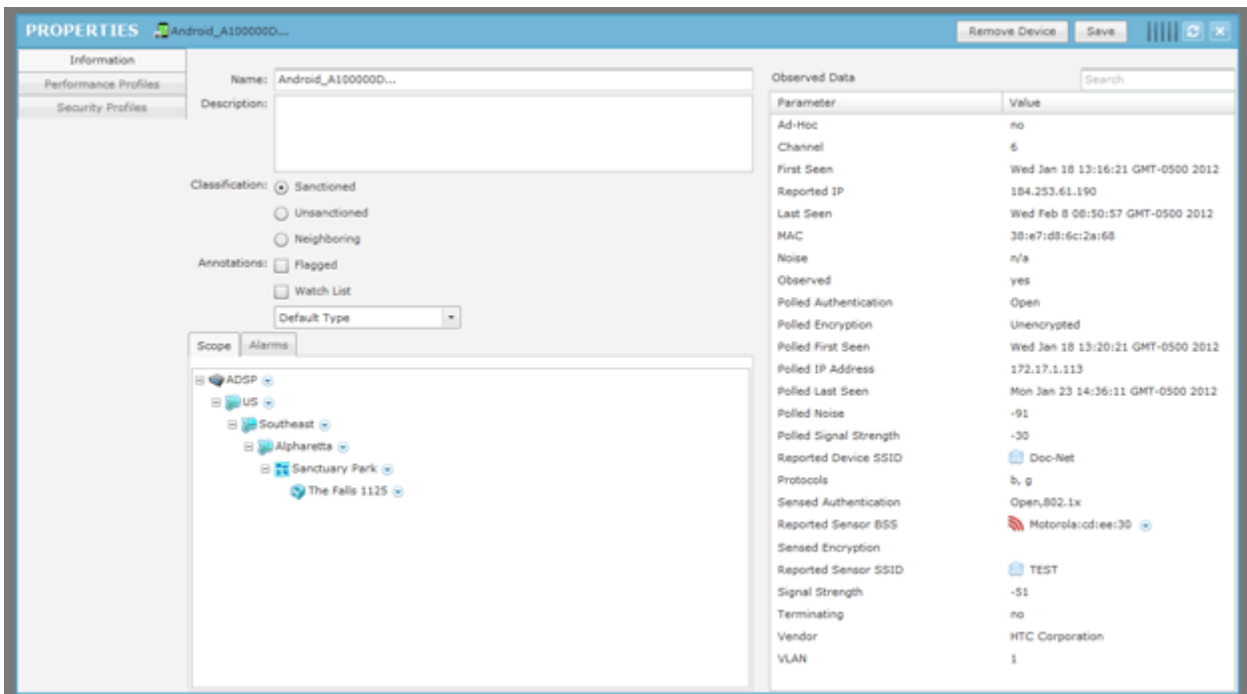 PROPERTIES Android_A100000D... Remove Device Save
Information
Performance Profiles
Security Profiles
Name: Android_A100000D...
Description:
Classification: Sanctioned
Unsanctioned
Neighboring
Annotations: Flagged
Watch List
Default Type
Scope Alarms
ADSP
US
Southeast
Alpharetta
Sanctuary Park
The Falls 1125
Observed Data Search
Parameter Value
Ad-Hoc no
Channel 6
First Seen Wed Jan 18 13:16:21 GMT-0500 2012
Reported IP 184.253.61.190
Last Seen Wed Feb 8 08:50:57 GMT-0500 2012
MAC 38:e7:d8:6c:2a:68
Noise n/a
Observed yes
Polled Authentication Open
Polled Encryption Unencrypted
Polled First Seen Wed Jan 18 13:20:21 GMT-0500 2012
Polled IP Address 172.17.1.113
Polled Last Seen Mon Jan 23 14:36:11 GMT-0500 2012
Polled Noise -91
Polled Signal Strength -30
Reported Device SSID Doc-Net
Protocols b, g
Sensed Authentication Open,802.1x
Reported Sensor BSS Motorola:cd:ee:30
Sensed Encryption
Reported Sensor SSID TEST
Signal Strength -51
Terminating no
Vendor HTC Corporation
VLAN 1